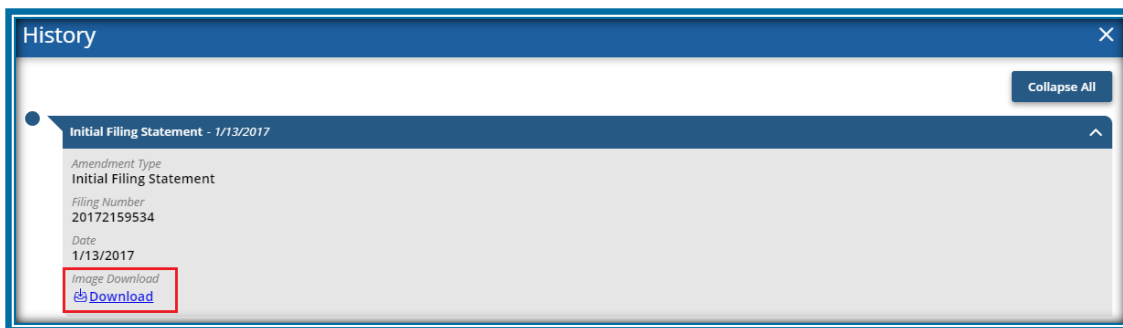 History
Collapse All
Initial Filing Statement - 1/13/2017
Amendment Type
Initial Filing Statement
Filing Number
20172159534
Date
1/13/2017
Image Download
Download